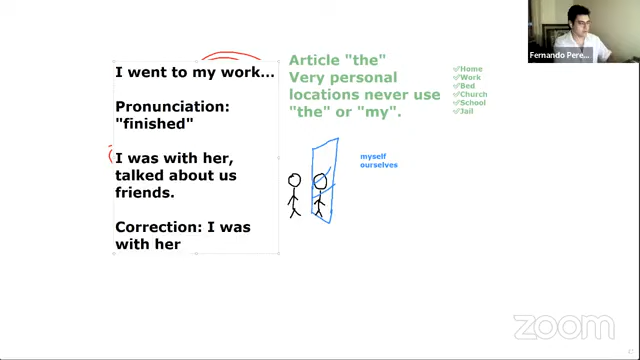 I went to my work...
Pronunciation:
"finished"
I was with her,
talked about us
friends.
Correction: I was
with her
Article "the"
Very personal
locations never use
"the" or "my".
✓Home
✓Work
✓Bed
✓Church
✓School
✓Jail
myself
ourselves
Fernando Pere...
zoom